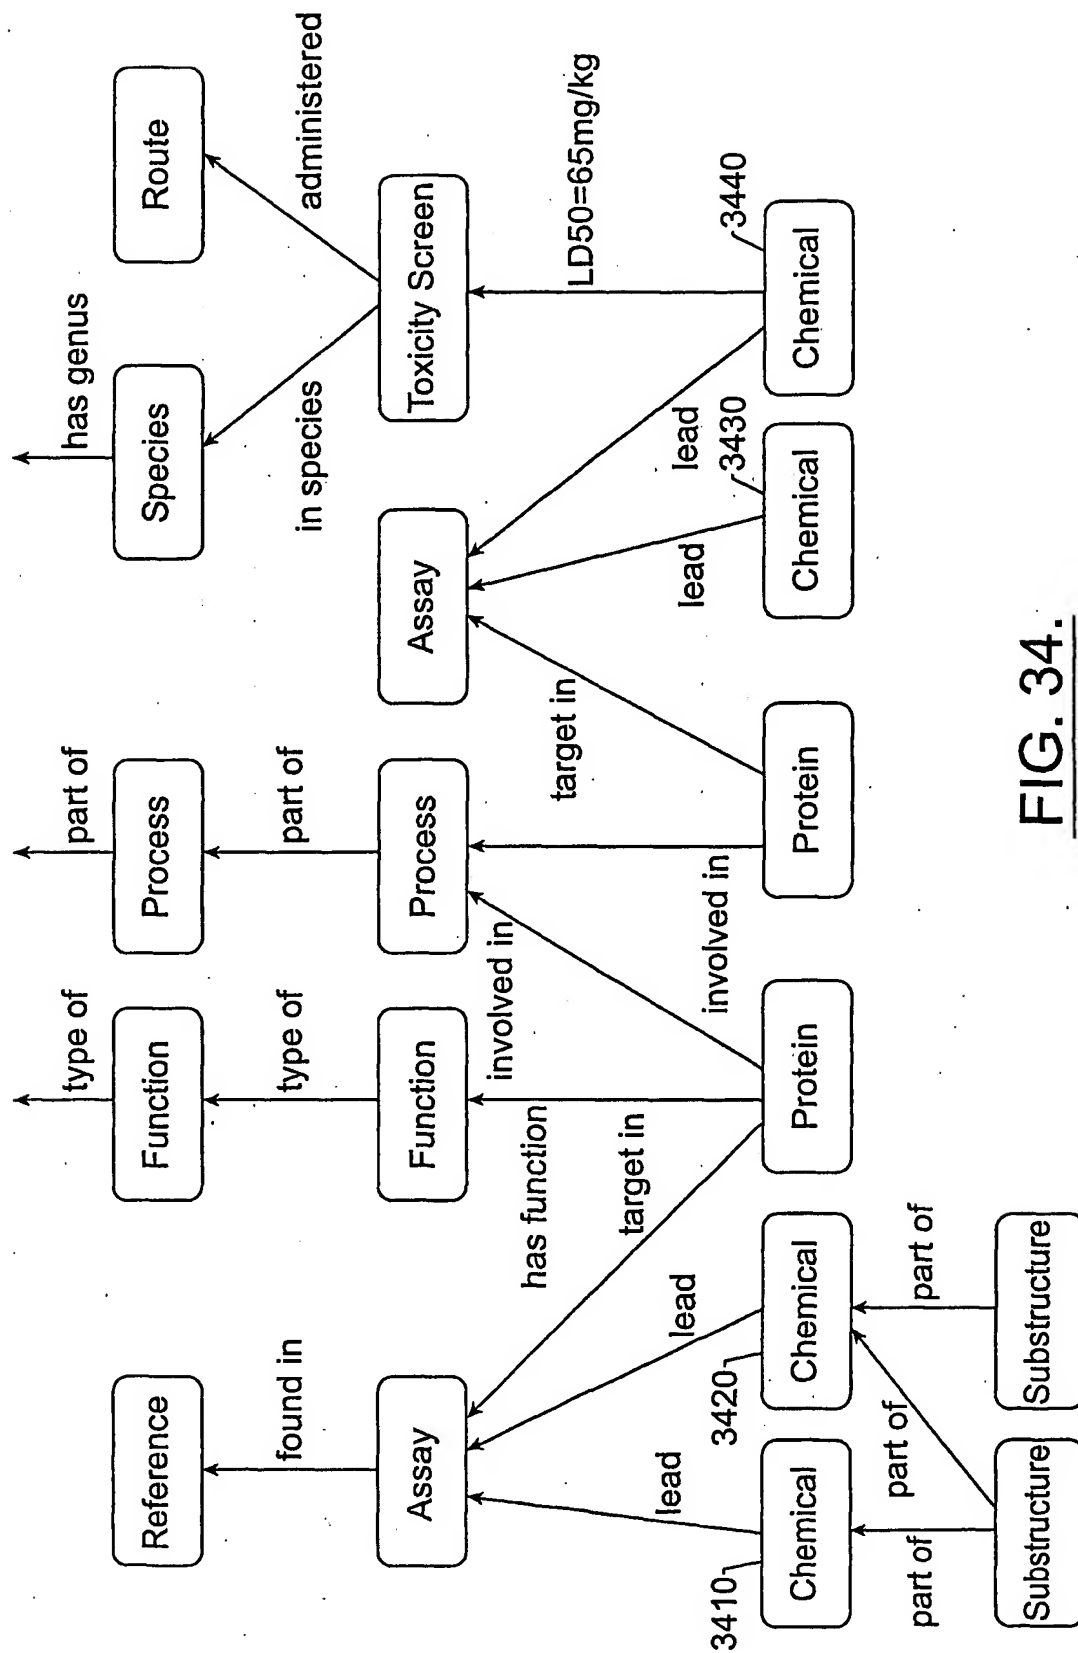 has genus
part of
type of
Reference
Function
Process
Species
Route
found in
type of
part of
in species
administered
Assay
Function
Process
Assay
Toxicity Screen
has function
involved in
target in
target in
involved in
lead
lead
lead
lead
LD50=65mg/kg
3410
3420
3430
3440
Chemical
Chemical
Protein
Protein
Chemical
Chemical
part of
part of
part of
Substructure
Substructure
FIG. 34.